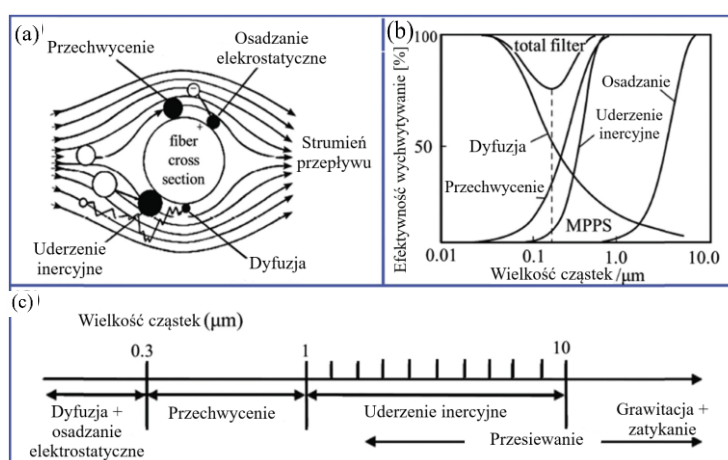 (a)
Przechwycenie
Osadzanie
elekrostatyczne
−
+
fiber
cross
section
Strumień
przepływu
Uderzenie
inercyjne
Dyfuzja
(b)
Efektywność wychwytywanie [%]
100
50
total filter
Osadzanie
Uderzenie
inercyjne
Dyfuzja
Przechwycenie
MPPS
0.01
0.1
1.0
10.0
Wielkość cząstek /μm
(c)
Wielkość cząstek (μm)
0.3
1
10
Dyfuzja +
osadzanie
elektrostatyczne
Przechwycenie
Uderzenie inercyjne
Przesiewanie
Grawitacja +
zatykanie